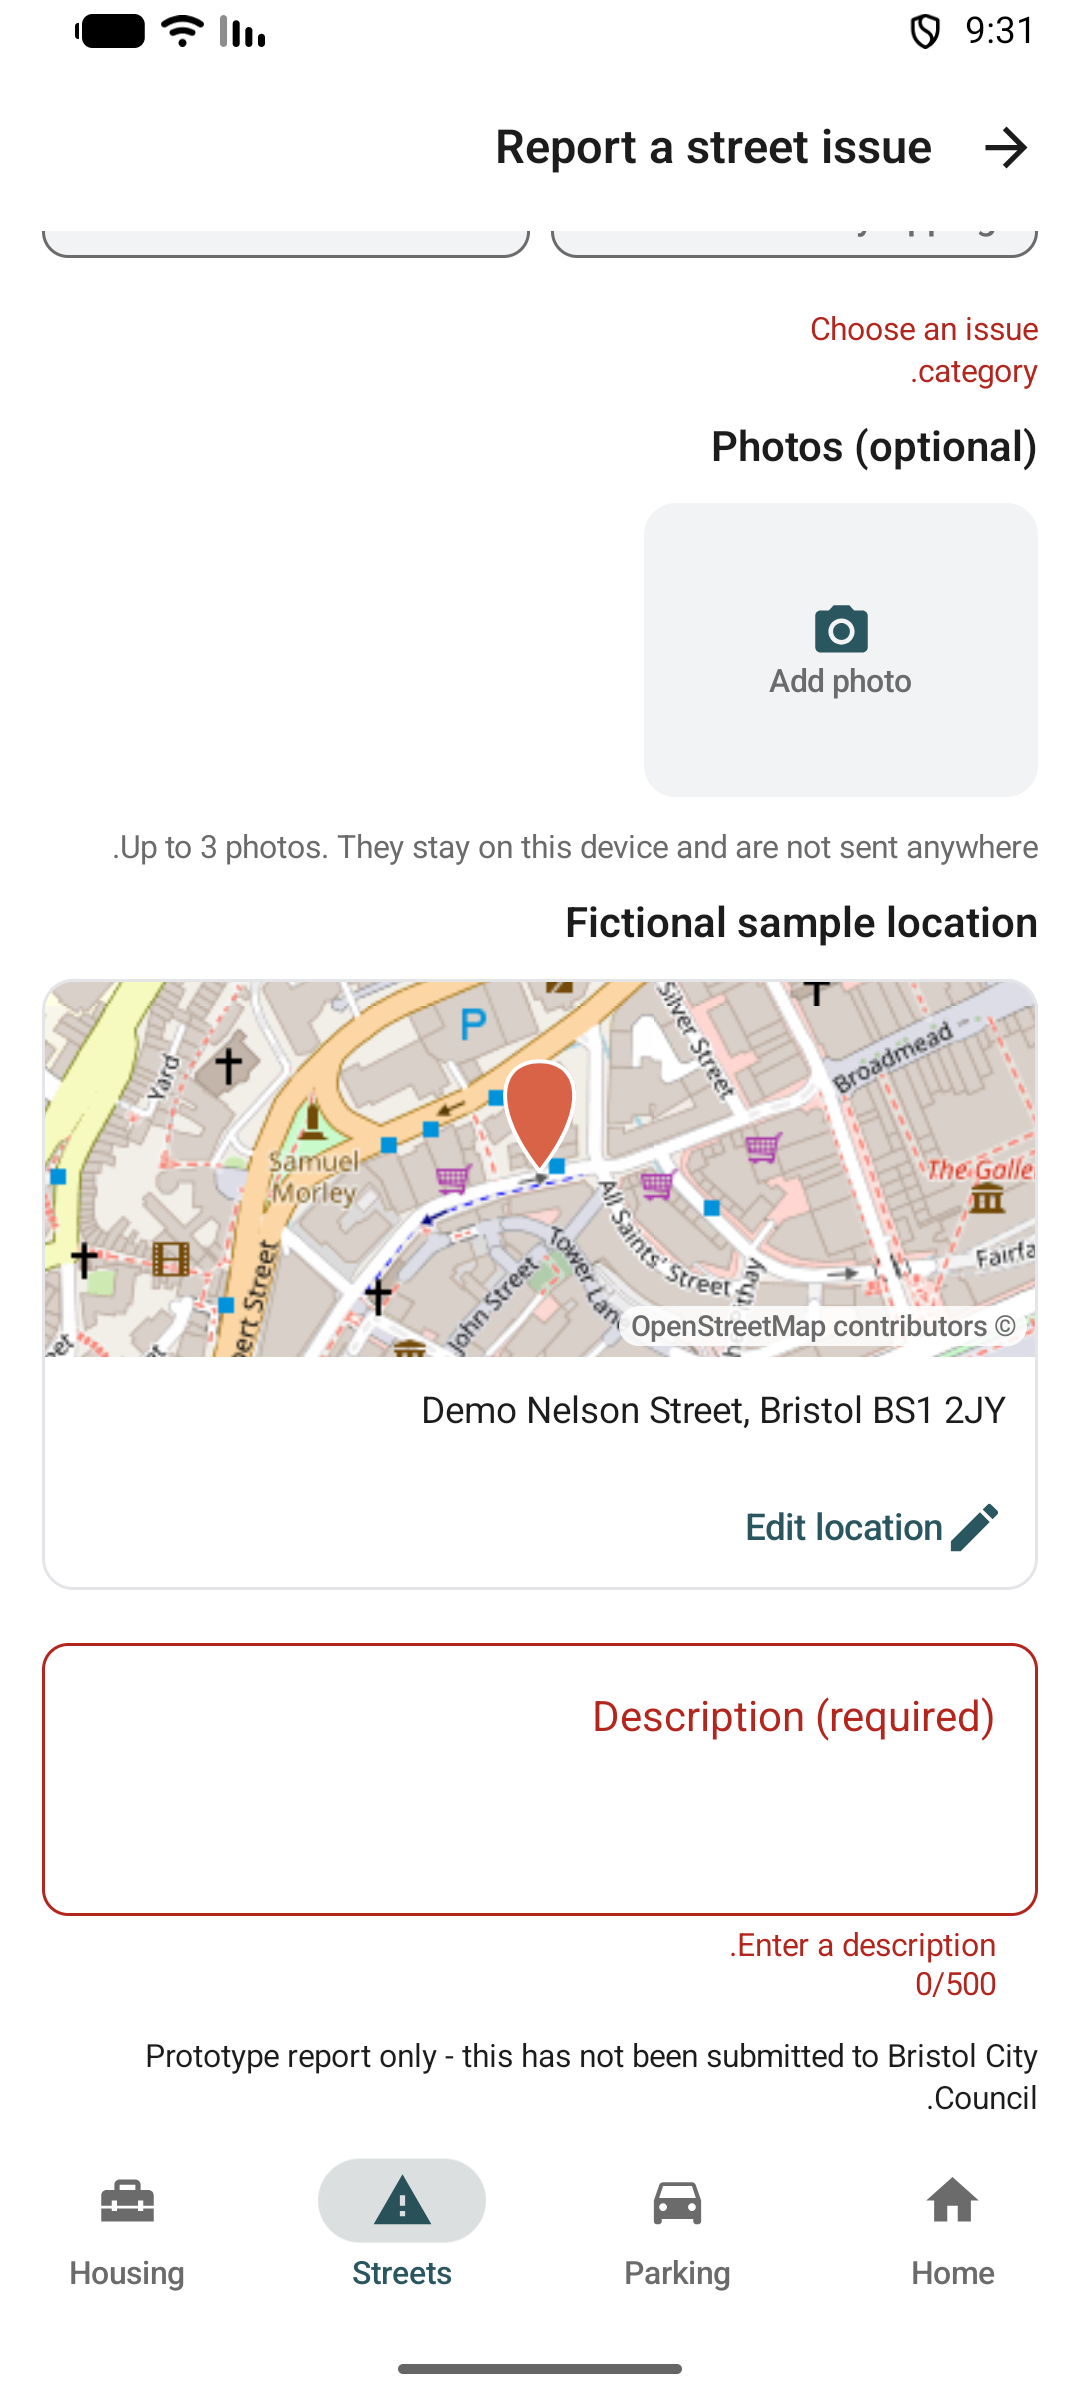 9:31
Report a street issue
Choose an issue
.category
Photos (optional)
Add photo
.Up to 3 photos. They stay on this device and are not sent anywhere
Fictional sample location
P
Silver Street
Broadmead
Yard
Samuel
Morley
The Galle
All Saints' Street
Tower Lan
John Street
Fairfa
ert Street
OpenStreetMap contributors ©
Demo Nelson Street, Bristol BS1 2JY
Edit location
Description (required)
.Enter a description
0/500
Prototype report only - this has not been submitted to Bristol City
.Council
Housing
Streets
Parking
Home